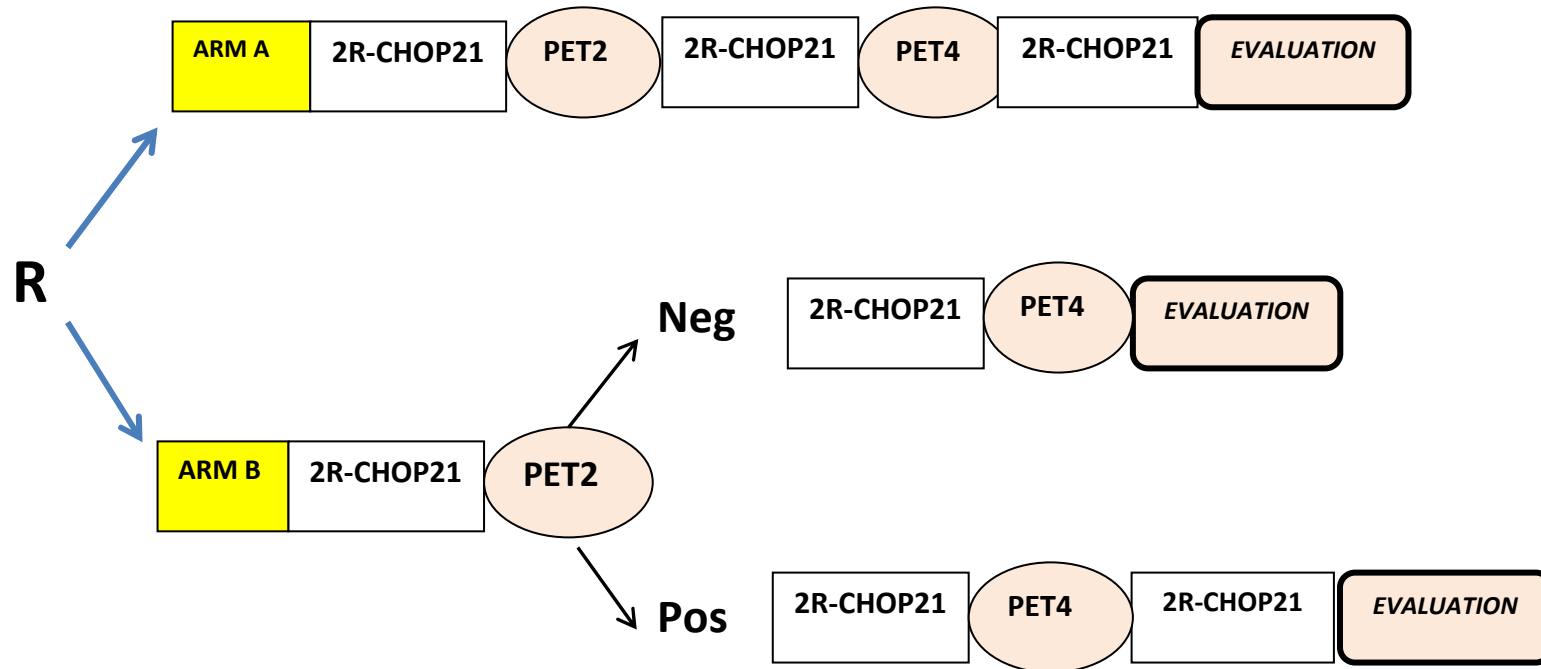 ARM A
2R-CHOP21
PET2
2R-CHOP21
PET4
2R-CHOP21
EVALUATION
R
Neg
2R-CHOP21
PET4
EVALUATION
ARM B
2R-CHOP21
PET2
Pos
2R-CHOP21
PET4
2R-CHOP21
EVALUATION